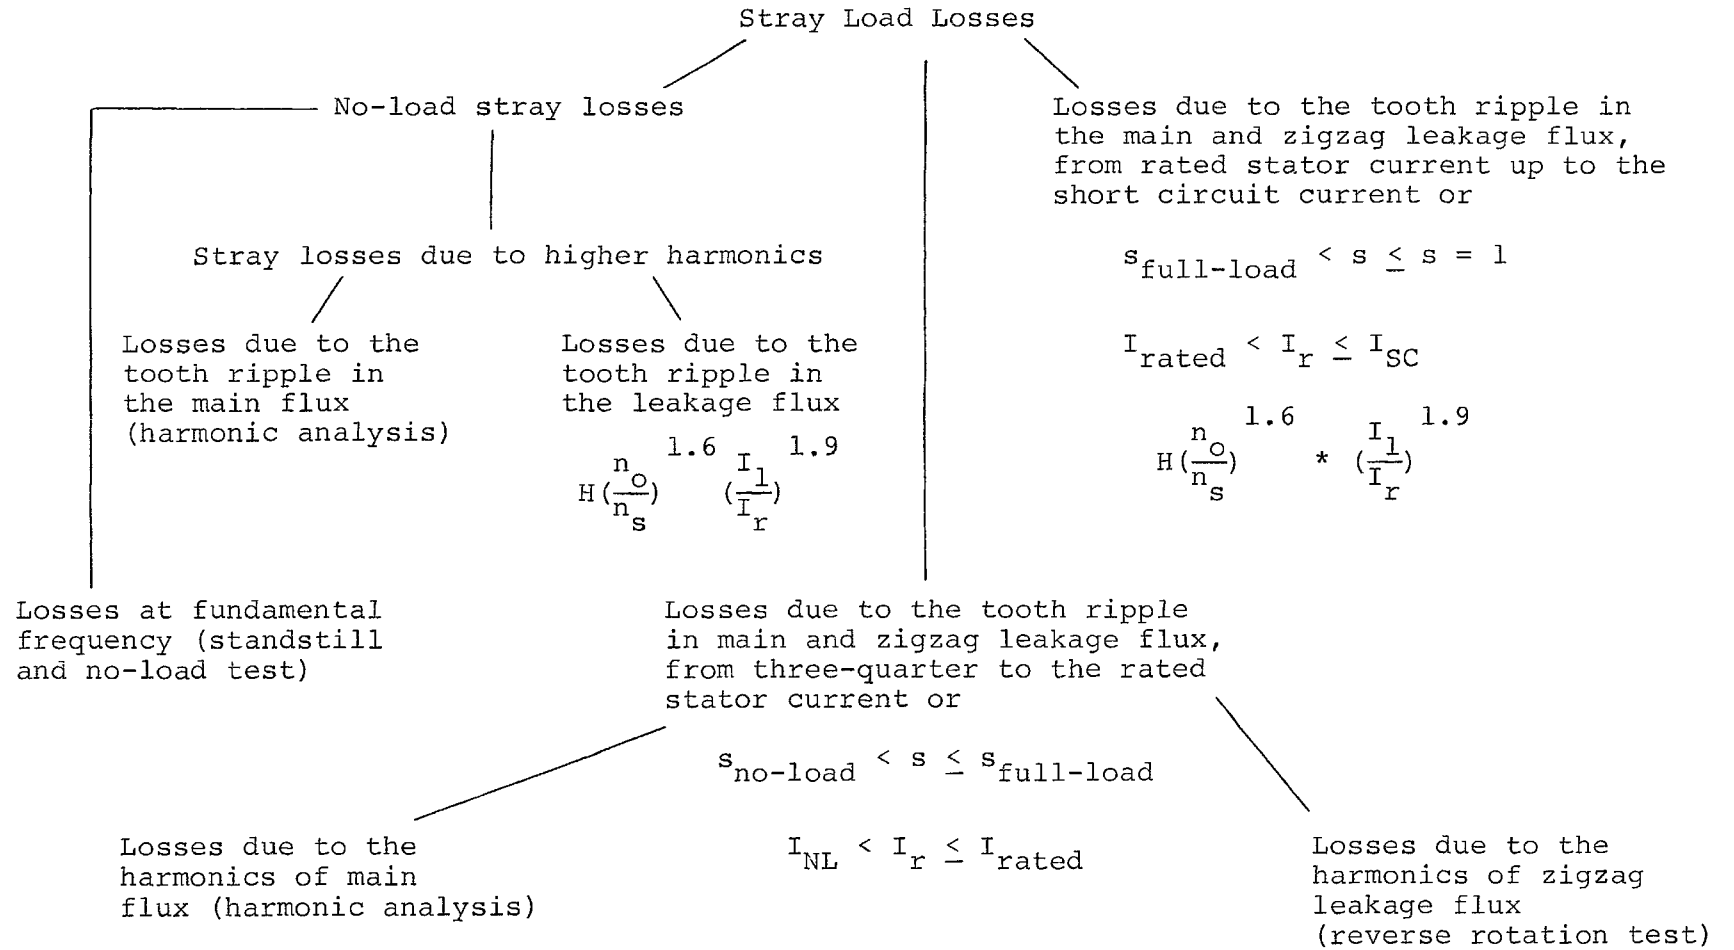 Stray Load Losses
No-load stray losses
Losses due to the tooth ripple in
the main and zigzag leakage flux,
from rated stator current up to the
short circuit current or
s_full-load < s ≤ s = 1
I_rated < I_r ≤ I_SC
H(n_o/n_s)^1.6 * (I_1/I_r)^1.9
Stray losses due to higher harmonics
Losses due to the
tooth ripple in
the main flux
(harmonic analysis)
Losses due to the
tooth ripple in
the leakage flux
H(n_o/n_s)^1.6 (I_1/I_r)^1.9
Losses at fundamental
frequency (standstill
and no-load test)
Losses due to the tooth ripple
in main and zigzag leakage flux,
from three-quarter to the rated
stator current or
s_no-load < s ≤ s_full-load
I_NL < I_r ≤ I_rated
Losses due to the
harmonics of main
flux (harmonic analysis)
Losses due to the
harmonics of zigzag
leakage flux
(reverse rotation test)